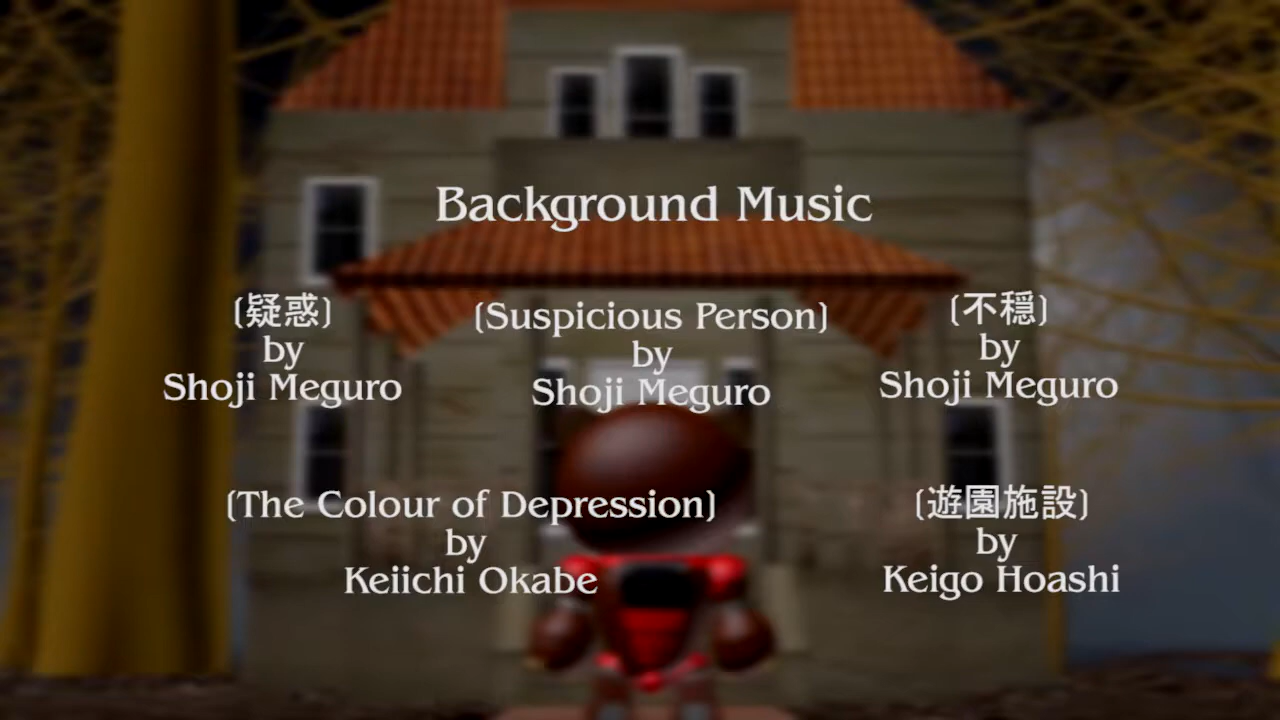 Background Music
(疑惑)
by
Shoji Meguro
(Suspicious Person)
by
Shoji Meguro
(不穏)
by
Shoji Meguro
(The Colour of Depression)
by
Keiichi Okabe
(遊園施設)
by
Keigo Hoashi